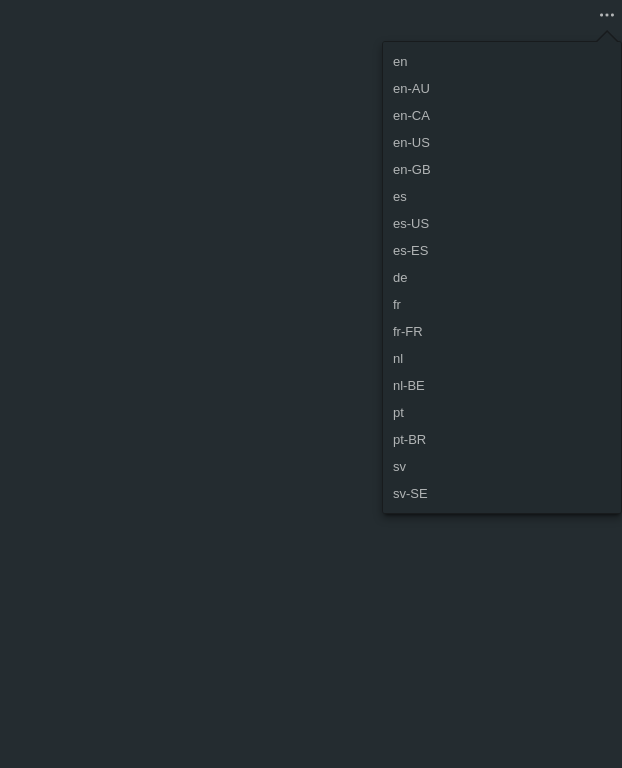 en
en-AU
en-CA
en-US
en-GB
es
es-US
es-ES
de
fr
fr-FR
nl
nl-BE
pt
pt-BR
sv
sv-SE